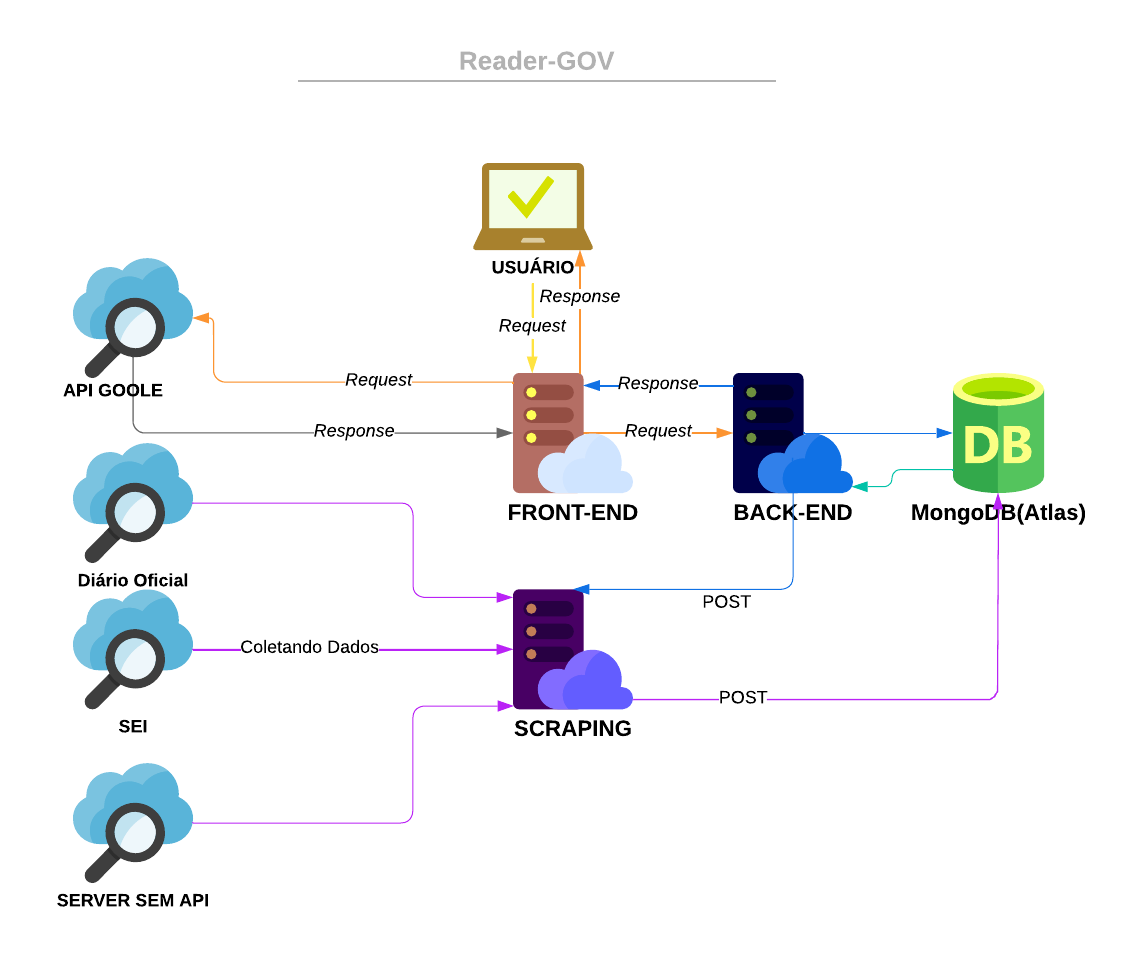 Reader-GOV
USUÁRIO
Response
Request
API GOOLE
Request
Response
Response
Request
DB
FRONT-END
BACK-END
MongoDB(Atlas)
Diário Oficial
POST
Coletando Dados
SEI
POST
SCRAPING
SERVER SEM API